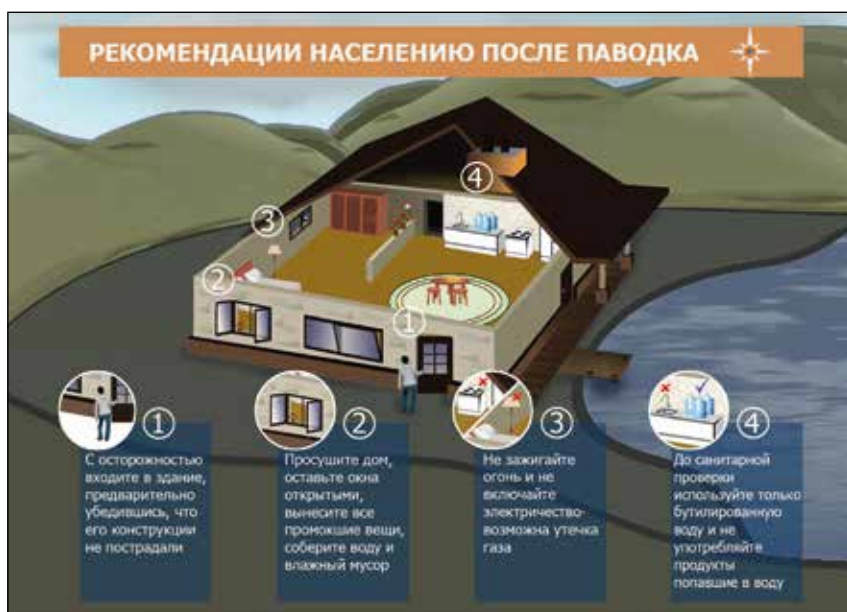 РЕКОМЕНДАЦИИ НАСЕЛЕНИЮ ПОСЛЕ ПАВОДКА
4
3
2
1
1
С осторожностью
входите в здание,
предварительно
убедившись, что
его конструкции
не пострадали
2
Просушите дом,
оставьте окна
открытыми,
вынесите все
промокшие вещи,
соберите воду и
влажный мусор
3
Не зажигайте
огонь и не
включайте
электричество-
возможна утечка
газа
4
До санитарной
проверки
используйте только
бутилированную
воду и не
употребляйте
продукты
попавшие в воду